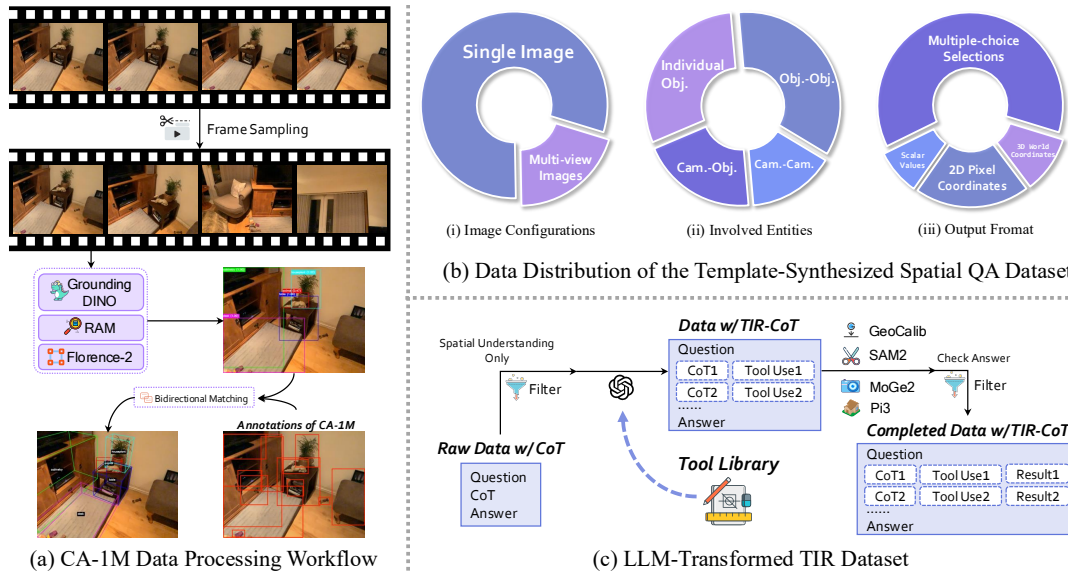 Frame Sampling
Grounding
DINO
RAM
Florence-2
Bidirectional Matching
Annotations of CA-1M
(a) CA-1M Data Processing Workflow
Single Image
Multi-view
Images
(i) Image Configurations
Individual
Obj.
Obj.-Obj.
Cam.-Obj.
Cam.-Cam.
(ii) Involved Entities
Multiple-choice
Selections
Scalar
Values
2D Pixel
Coordinates
3D World
Coordinates
(iii) Output Fromat
(b) Data Distribution of the Template-Synthesized Spatial QA Dataset
Spatial Understanding
Only
Filter
Raw Data w/CoT
Question
CoT
Answer
Tool Library
Data w/TIR-CoT
Question
CoT1 Tool Use1
CoT2 Tool Use2
......
Answer
GeoCalib
SAM2
MoGe2
Pi3
Check Answer
Filter
Completed Data w/TIR-CoT
Question
CoT1 Tool Use1 Result1
CoT2 Tool Use2 Result2
......
Answer
(c) LLM-Transformed TIR Dataset